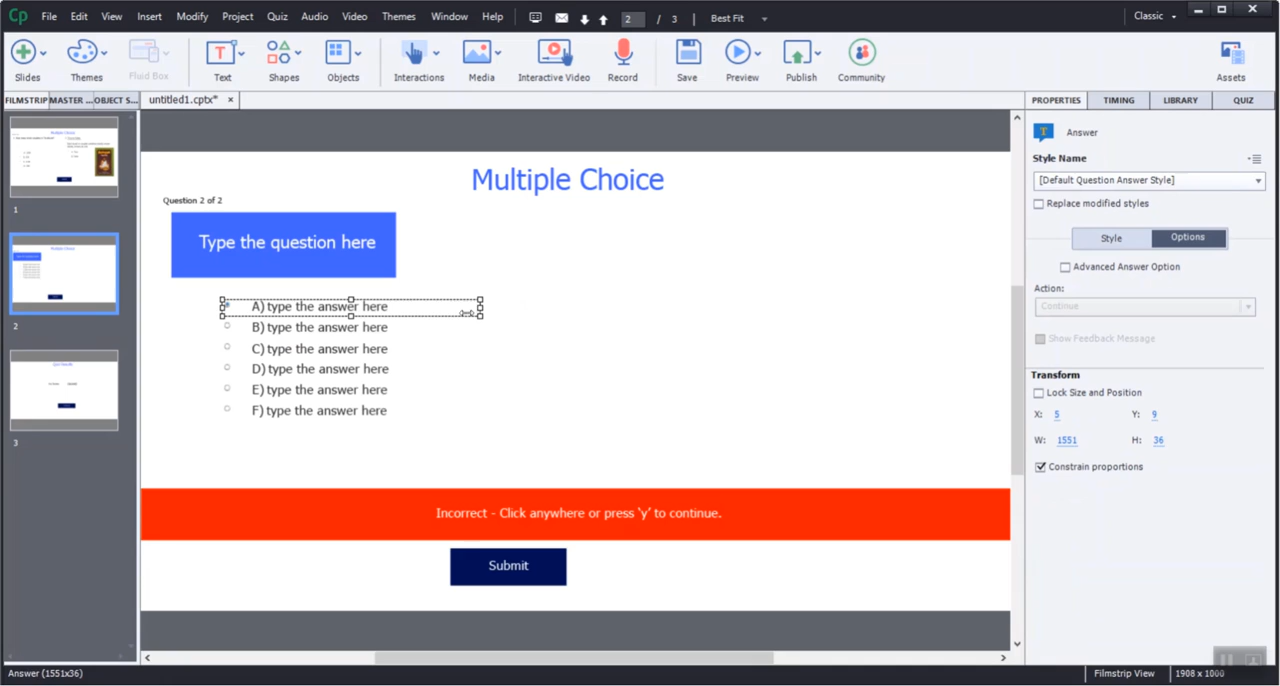 Cp File Edit View Insert Modify Project Quiz Audio Video Themes Window Help 2 / 3 Best Fit Classic
Slides Themes Fluid Box Text Shapes Objects Interactions Media Interactive Video Record Save Preview Publish Community Assets
FILMSTRIP MASTER ... OBJECT S... untitled1.cptx* × PROPERTIES TIMING LIBRARY QUIZ
Multiple Choice
1
2
3
Multiple Choice
Question 2 of 2
Type the question here
A) type the answer here
B) type the answer here
C) type the answer here
D) type the answer here
E) type the answer here
F) type the answer here
Incorrect - Click anywhere or press 'y' to continue.
Submit
Answer
Style Name
[Default Question Answer Style]
Replace modified styles
Style Options
Advanced Answer Option
Action:
Continue
Show Feedback Message
Transform
Lock Size and Position
X: 5 Y: 9
W: 1551 H: 36
Constrain proportions
Answer (1551x36) Filmstrip View 1908 x 1000